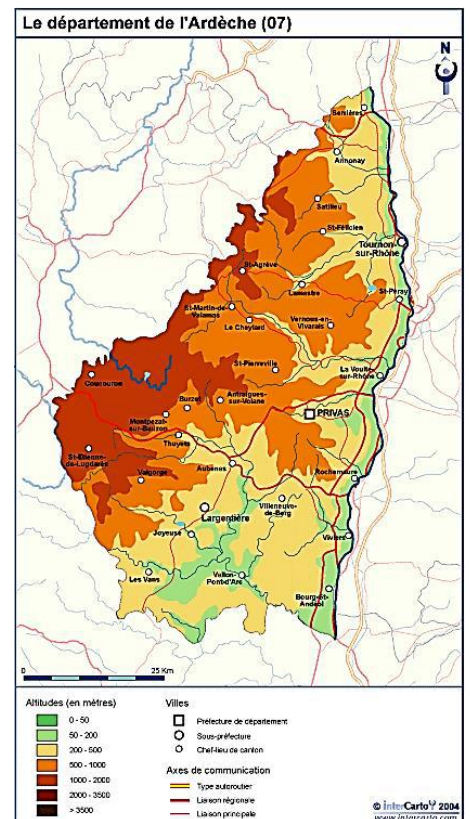 Le département de l'Ardèche (07)
N
Serrières
Annonay
Satilieu
St-Félicien
Tournon-
sur-Rhône
St-Agrève
Lamastre
St-Péray
St-Martin-de-
Valamas
Le Cheylard
Vernoux-en-
Vivarais
St-Pierreville
La Voulte-
sur-Rhône
Coucouron
Burzet
Antraigues-
sur-Volane
PRIVAS
Montpezat-
sur-Bauzon
Thueyts
St-Etienne-
de-Lugdarès
Aubenas
Rochemaure
Valgorge
Villeneuve-
de-Berg
Largentière
Joyeuse
Viviers
Les Vans
Vallon-
Pont-d'Arc
Bourg-st-
Andéol
0 25 Km
Altitudes (en mètres)
0 - 50
50 - 200
200 - 500
500 - 1000
1000 - 2000
2000 - 3500
> 3500
Villes
Préfecture de département
Sous-préfecture
Chef-lieu de canton
Axes de communication
Type autoroutier
Liaison régionale
Liaison principale
© interCarto 2004
www.intercarto.com